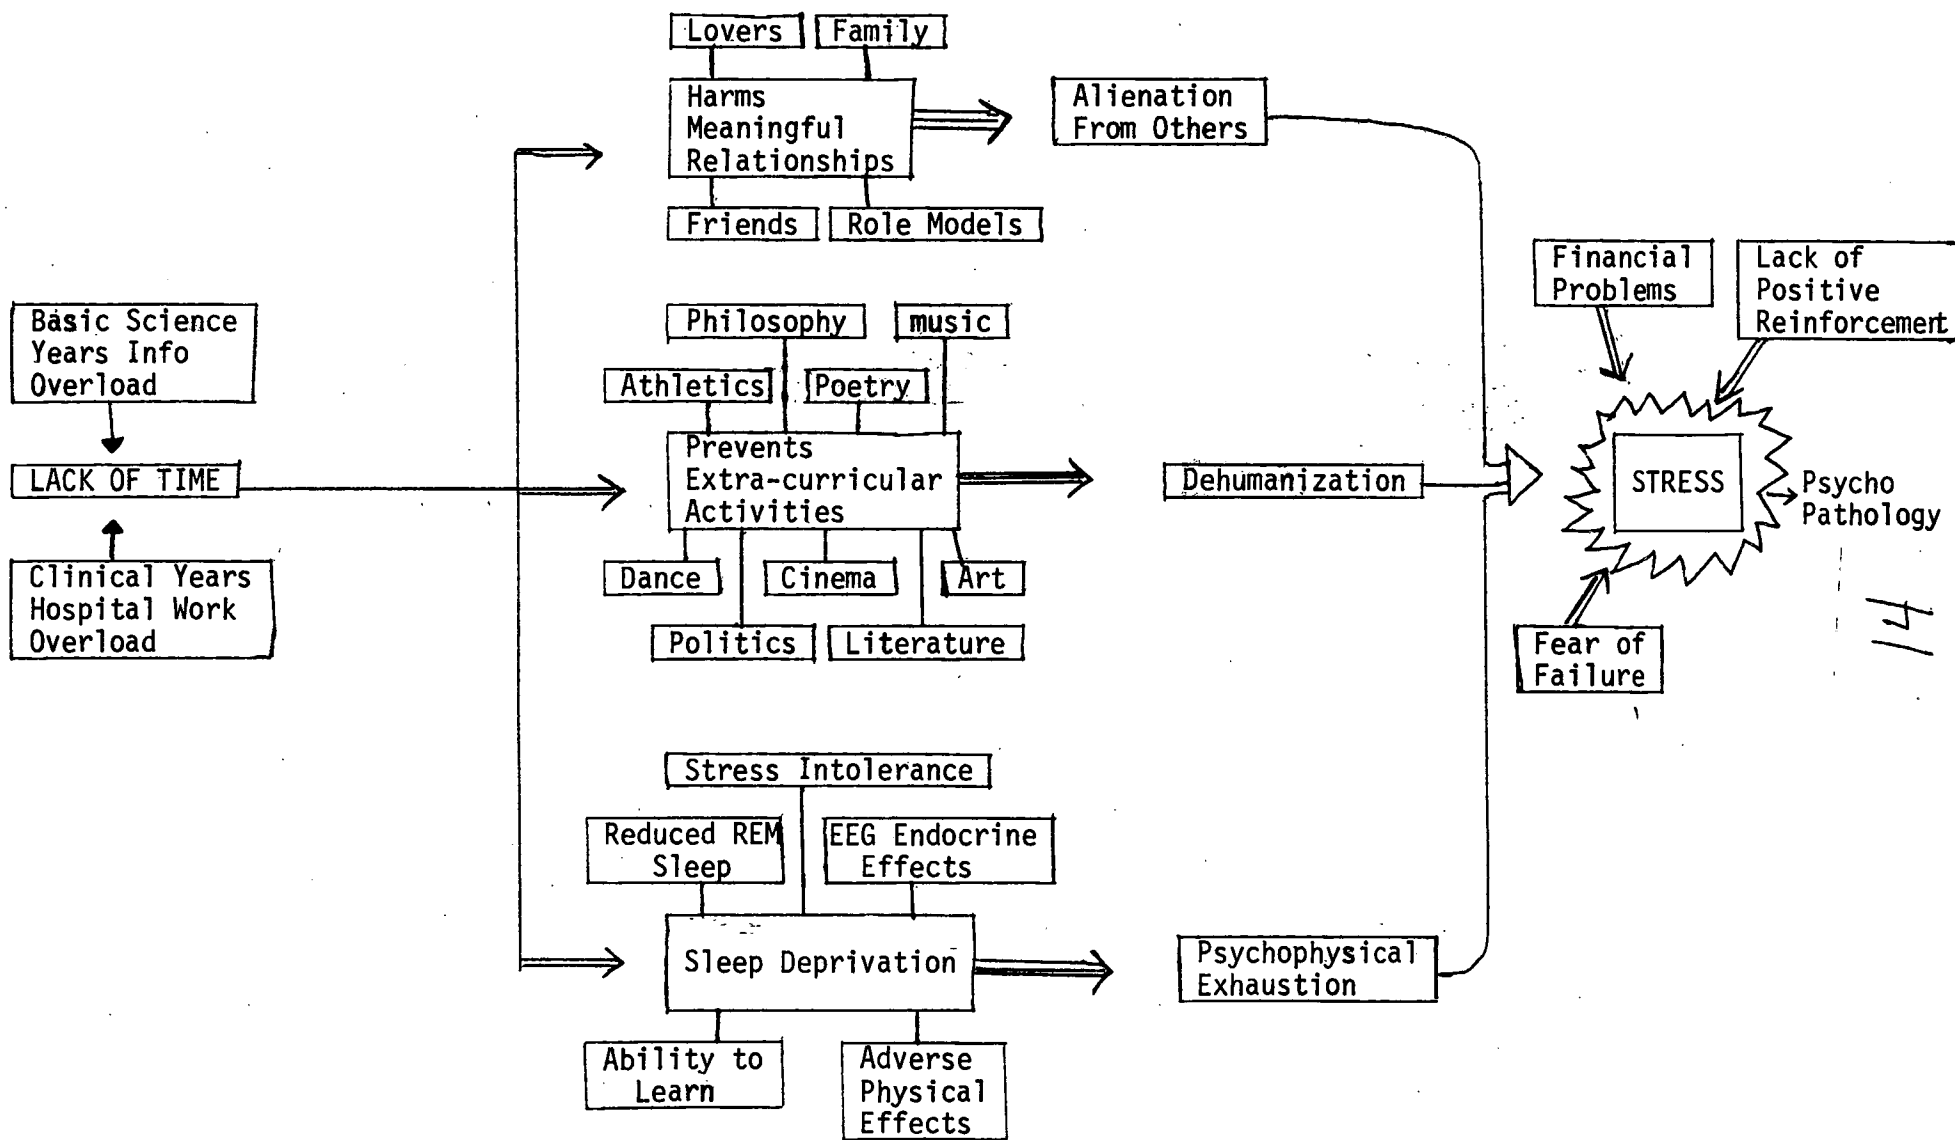 Lovers
Family
Harms
Meaningful
Relationships
Friends
Role Models
Alienation
From Others
Basic Science
Years Info
Overload
LACK OF TIME
Clinical Years
Hospital Work
Overload
Philosophy
music
Athletics
Poetry
Prevents
Extra-curricular
Activities
Dance
Cinema
Art
Politics
Literature
Dehumanization
Stress Intolerance
Reduced REM
Sleep
EEG Endocrine
Effects
Sleep Deprivation
Ability to
Learn
Adverse
Physical
Effects
Psychophysical
Exhaustion
Financial
Problems
Lack of
Positive
Reinforcement
STRESS
Psycho
Pathology
Fear of
Failure
14